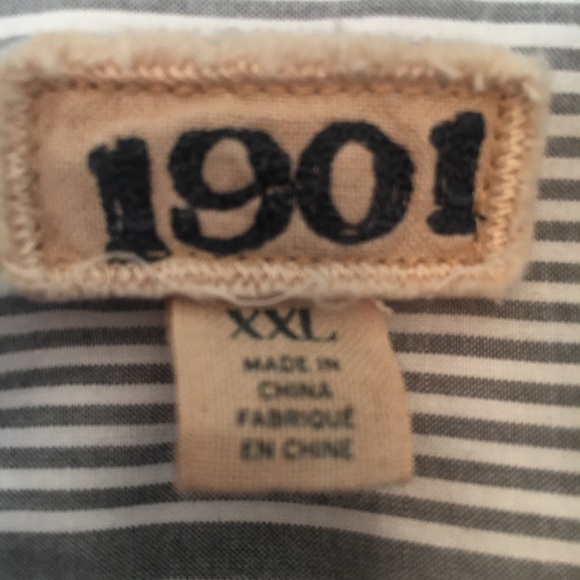 1901
XXL
MADE IN
CHINA
FABRIQUÉ
EN CHINE